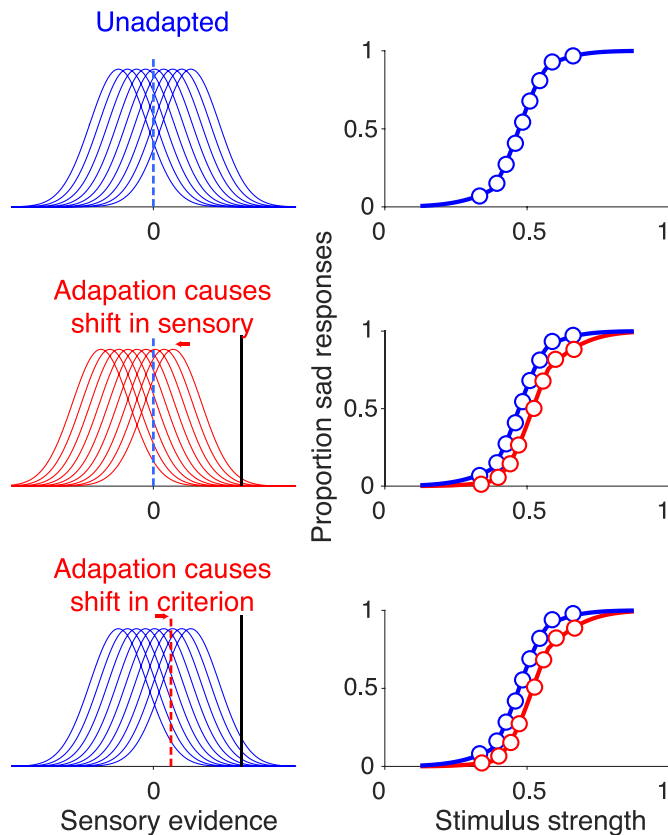 Unadapted
0
1
0.5
0
0 0.5 1
Adapation causes
shift in sensory
0
1
0.5
0
0 0.5 1
Adapation causes
shift in criterion
0
1
0.5
0
0 0.5 1
Proportion sad responses
Sensory evidence
Stimulus strength